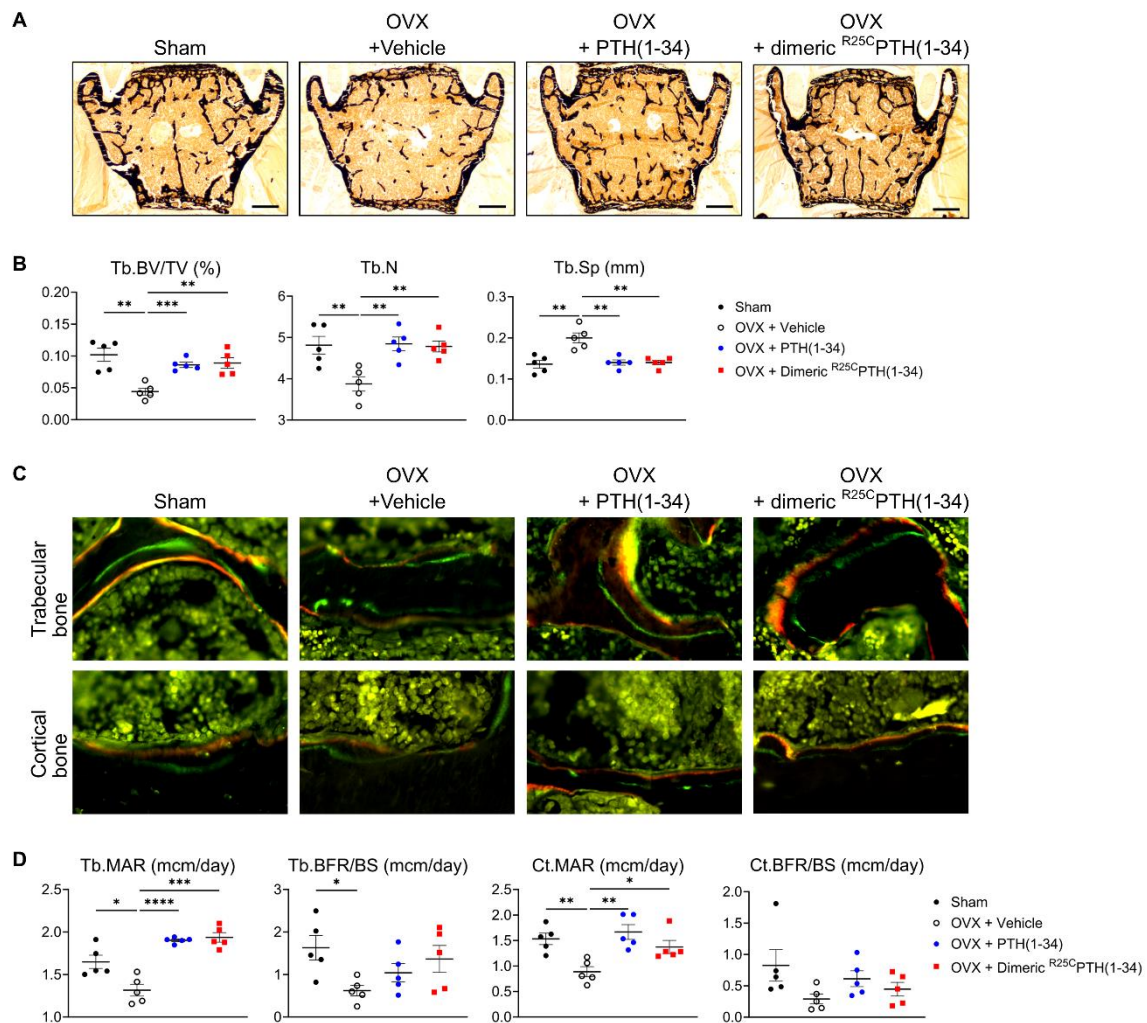 A
Sham
OVX
+Vehicle
OVX
+ PTH(1-34)
OVX
+ dimeric R25CPTH(1-34)
B
Tb.BV/TV (%)
0.20
0.15
0.10
0.05
0.00
** ***
**
Tb.N
6
5
4
3
** **
**
Tb.Sp (mm)
0.3
0.2
0.1
0.0
** **
**
Sham
OVX + Vehicle
OVX + PTH(1-34)
OVX + Dimeric R25CPTH(1-34)
C
Sham
OVX
+Vehicle
OVX
+ PTH(1-34)
OVX
+ dimeric R25CPTH(1-34)
Trabecular
bone
Cortical
bone
D
Tb.MAR (mcm/day)
2.5
2.0
1.5
1.0
* ****
***
Tb.BFR/BS (mcm/day)
3
2
1
0
*
Ct.MAR (mcm/day)
2.5
2.0
1.5
1.0
0.5
0.0
** **
*
Ct.BFR/BS (mcm/day)
2.0
1.5
1.0
0.5
0.0
Sham
OVX + Vehicle
OVX + PTH(1-34)
OVX + Dimeric R25CPTH(1-34)